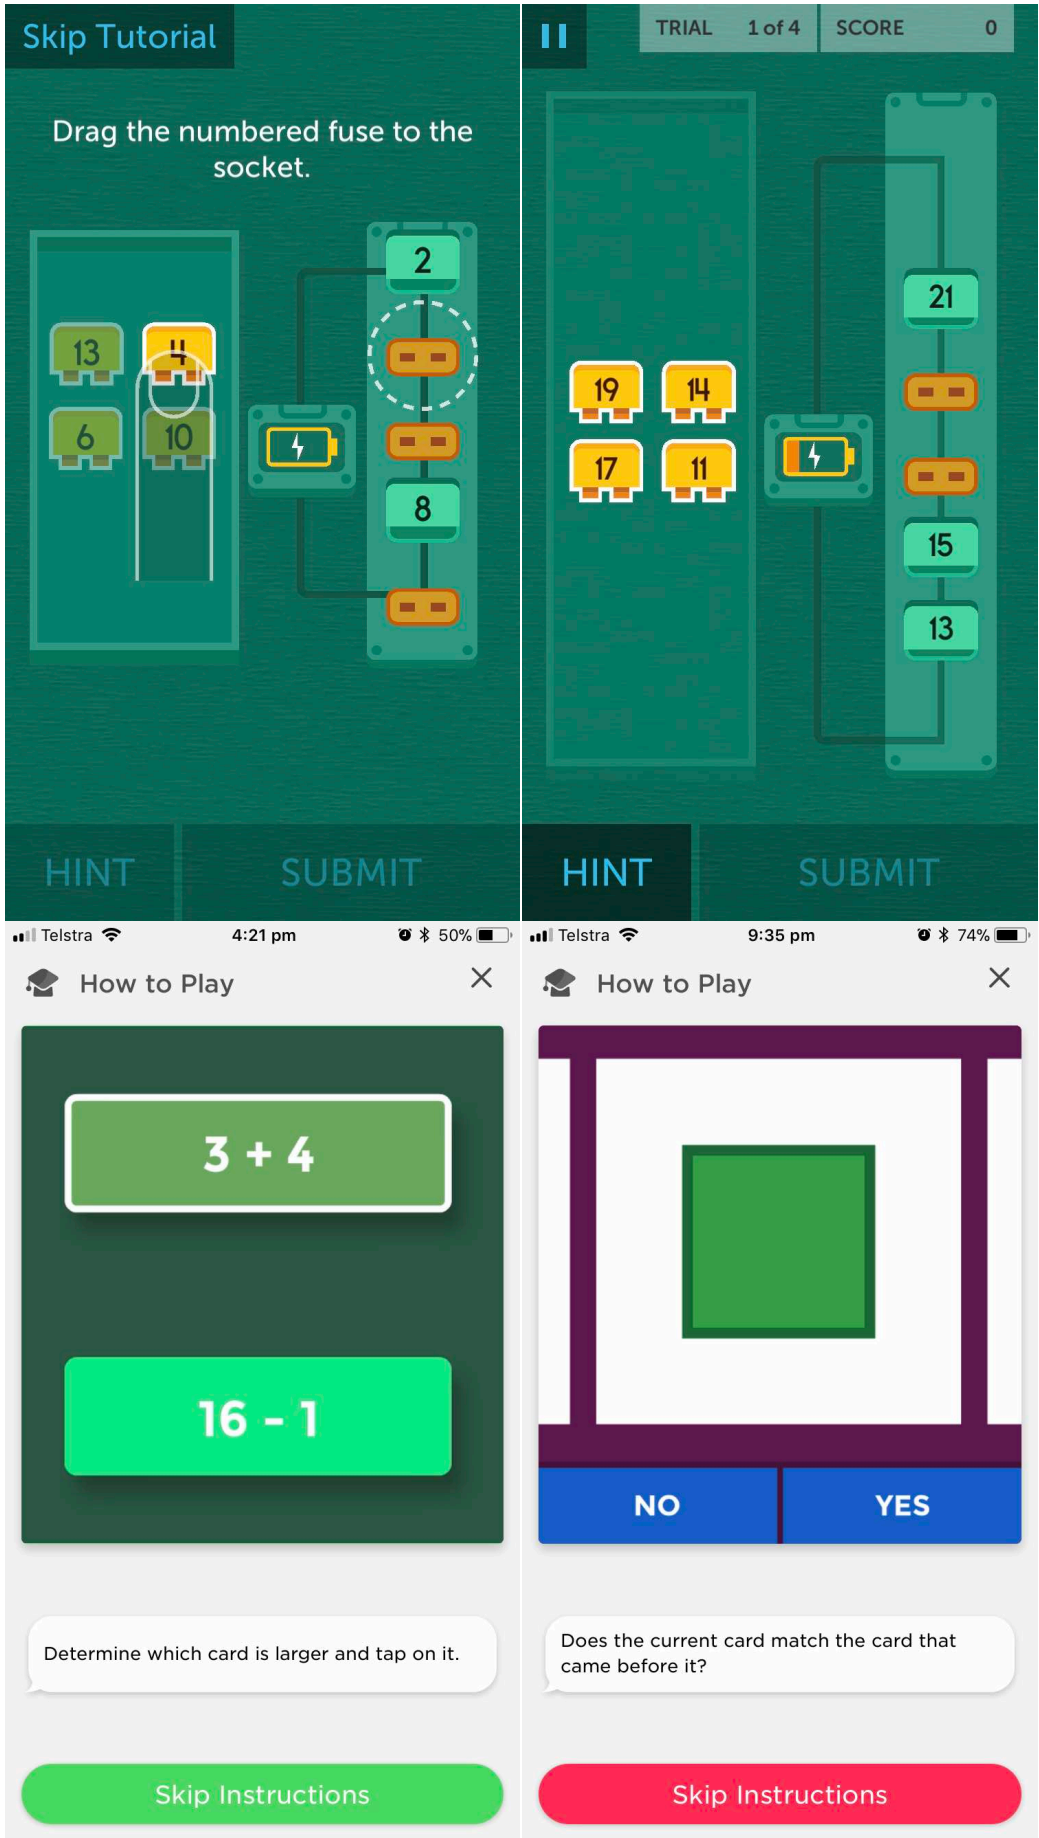 Skip Tutorial
Drag the numbered fuse to the
socket.
2
13
4
6
10
8
HINT
SUBMIT
TRIAL 1 of 4
SCORE 0
21
19
14
17
11
15
13
HINT
SUBMIT
Telstra 4:21 pm 50%
How to Play
3 + 4
16 - 1
Determine which card is larger and tap on it.
Skip Instructions
Telstra 9:35 pm 74%
How to Play
NO
YES
Does the current card match the card that
came before it?
Skip Instructions